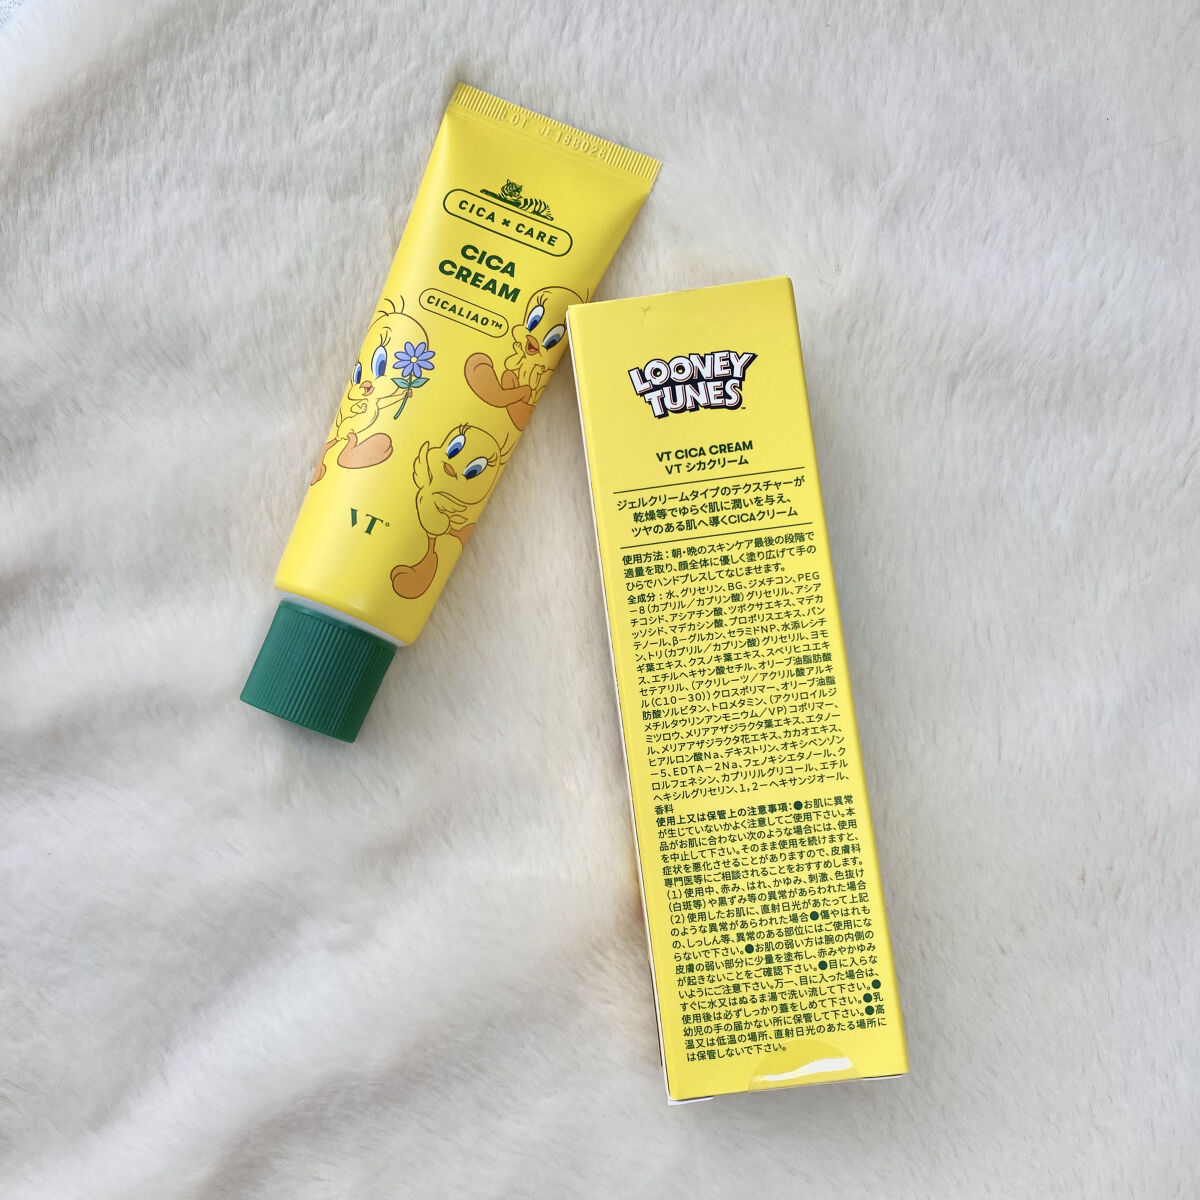 LOT JF18B028
CICA × CARE
CICA
CREAM
CICALIAO™
VT°
LOONEY
TUNES™
VT CICA CREAM
VT シカクリーム
ジェルクリームタイプのテクスチャーが
乾燥等でゆらぐ肌に潤いを与え、
ツヤのある肌へ導くCICAクリーム
使用方法：朝・晩のスキンケア最後の段階で
適量を取り、顔全体に優しく塗り広げて手の
ひらでハンドプレスしてなじませます。
全成分：水、グリセリン、BG、ジメチコン、PEG
－8（カプリル／カプリン酸）グリセリル、アシア
チコシド、アシアチン酸、ツボクサエキス、マデカ
ッソシド、マデカシン酸、プロポリスエキス、パン
テノール、β－グルカン、セラミドNP、水添レシチ
ン、トリ（カプリル／カプリン酸）グリセリル、ヨモ
ギ葉エキス、クスノキ葉エキス、スベリヒユエキ
ス、エチルヘキサン酸セチル、オリーブ油脂肪酸
セテアリル、（アクリレーツ／アクリル酸アルキ
ル（C10－30））クロスポリマー、オリーブ油脂
肪酸ソルビタン、トロメタミン、（アクリロイルジ
メチルタウリンアンモニウム／VP）コポリマー、
ミツロウ、メリアアザジラクタ葉エキス、エタノー
ル、メリアアザジラクタ花エキス、カカオエキス、
ヒアルロン酸Na、デキストリン、オキシベンゾン
－5、EDTA－2Na、フェノキシエタノール、ク
ロルフェネシン、カプリリルグリコール、エチル
ヘキシルグリセリン、1，2－ヘキサンジオール、
香料
使用上又は保管上の注意事項：●お肌に異常
が生じていないかよく注意してご使用下さい。本
品がお肌に合わない次のような場合には、使用
を中止して下さい。そのまま使用を続けますと、
症状を悪化させることがありますので、皮膚科
専門医等にご相談されることをおすすめします。
（1）使用中、赤み、はれ、かゆみ、刺激、色抜け
（白斑等）や黒ずみ等の異常があらわれた場合
（2）使用したお肌に、直射日光があたって上記
のような異常があらわれた場合●傷やはれも
の、しっしん等、異常のある部位にはご使用にな
らないで下さい。●お肌の弱い方は腕の内側の
皮膚の弱い部分に少量を塗布し、赤みやかゆみ
が起きないことをご確認下さい。●目に入らな
いようにご注意下さい。万一、目に入った場合は、
すぐに水又はぬるま湯で洗い流して下さい。●
使用後は必ずしっかり蓋をしめて下さい。●乳
幼児の手の届かない所に保管して下さい。●高
温又は低温の場所、直射日光のあたる場所に
は保管しないで下さい。